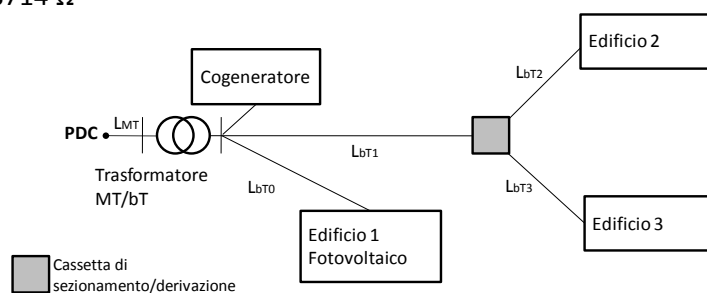 Edificio 2
Cogeneratore
LbT2
PDC
LMT
LbT1
Trasformatore
MT/bT
LbT0
LbT3
Edificio 1
Fotovoltaico
Edificio 3
Cassetta di
sezionamento/derivazione